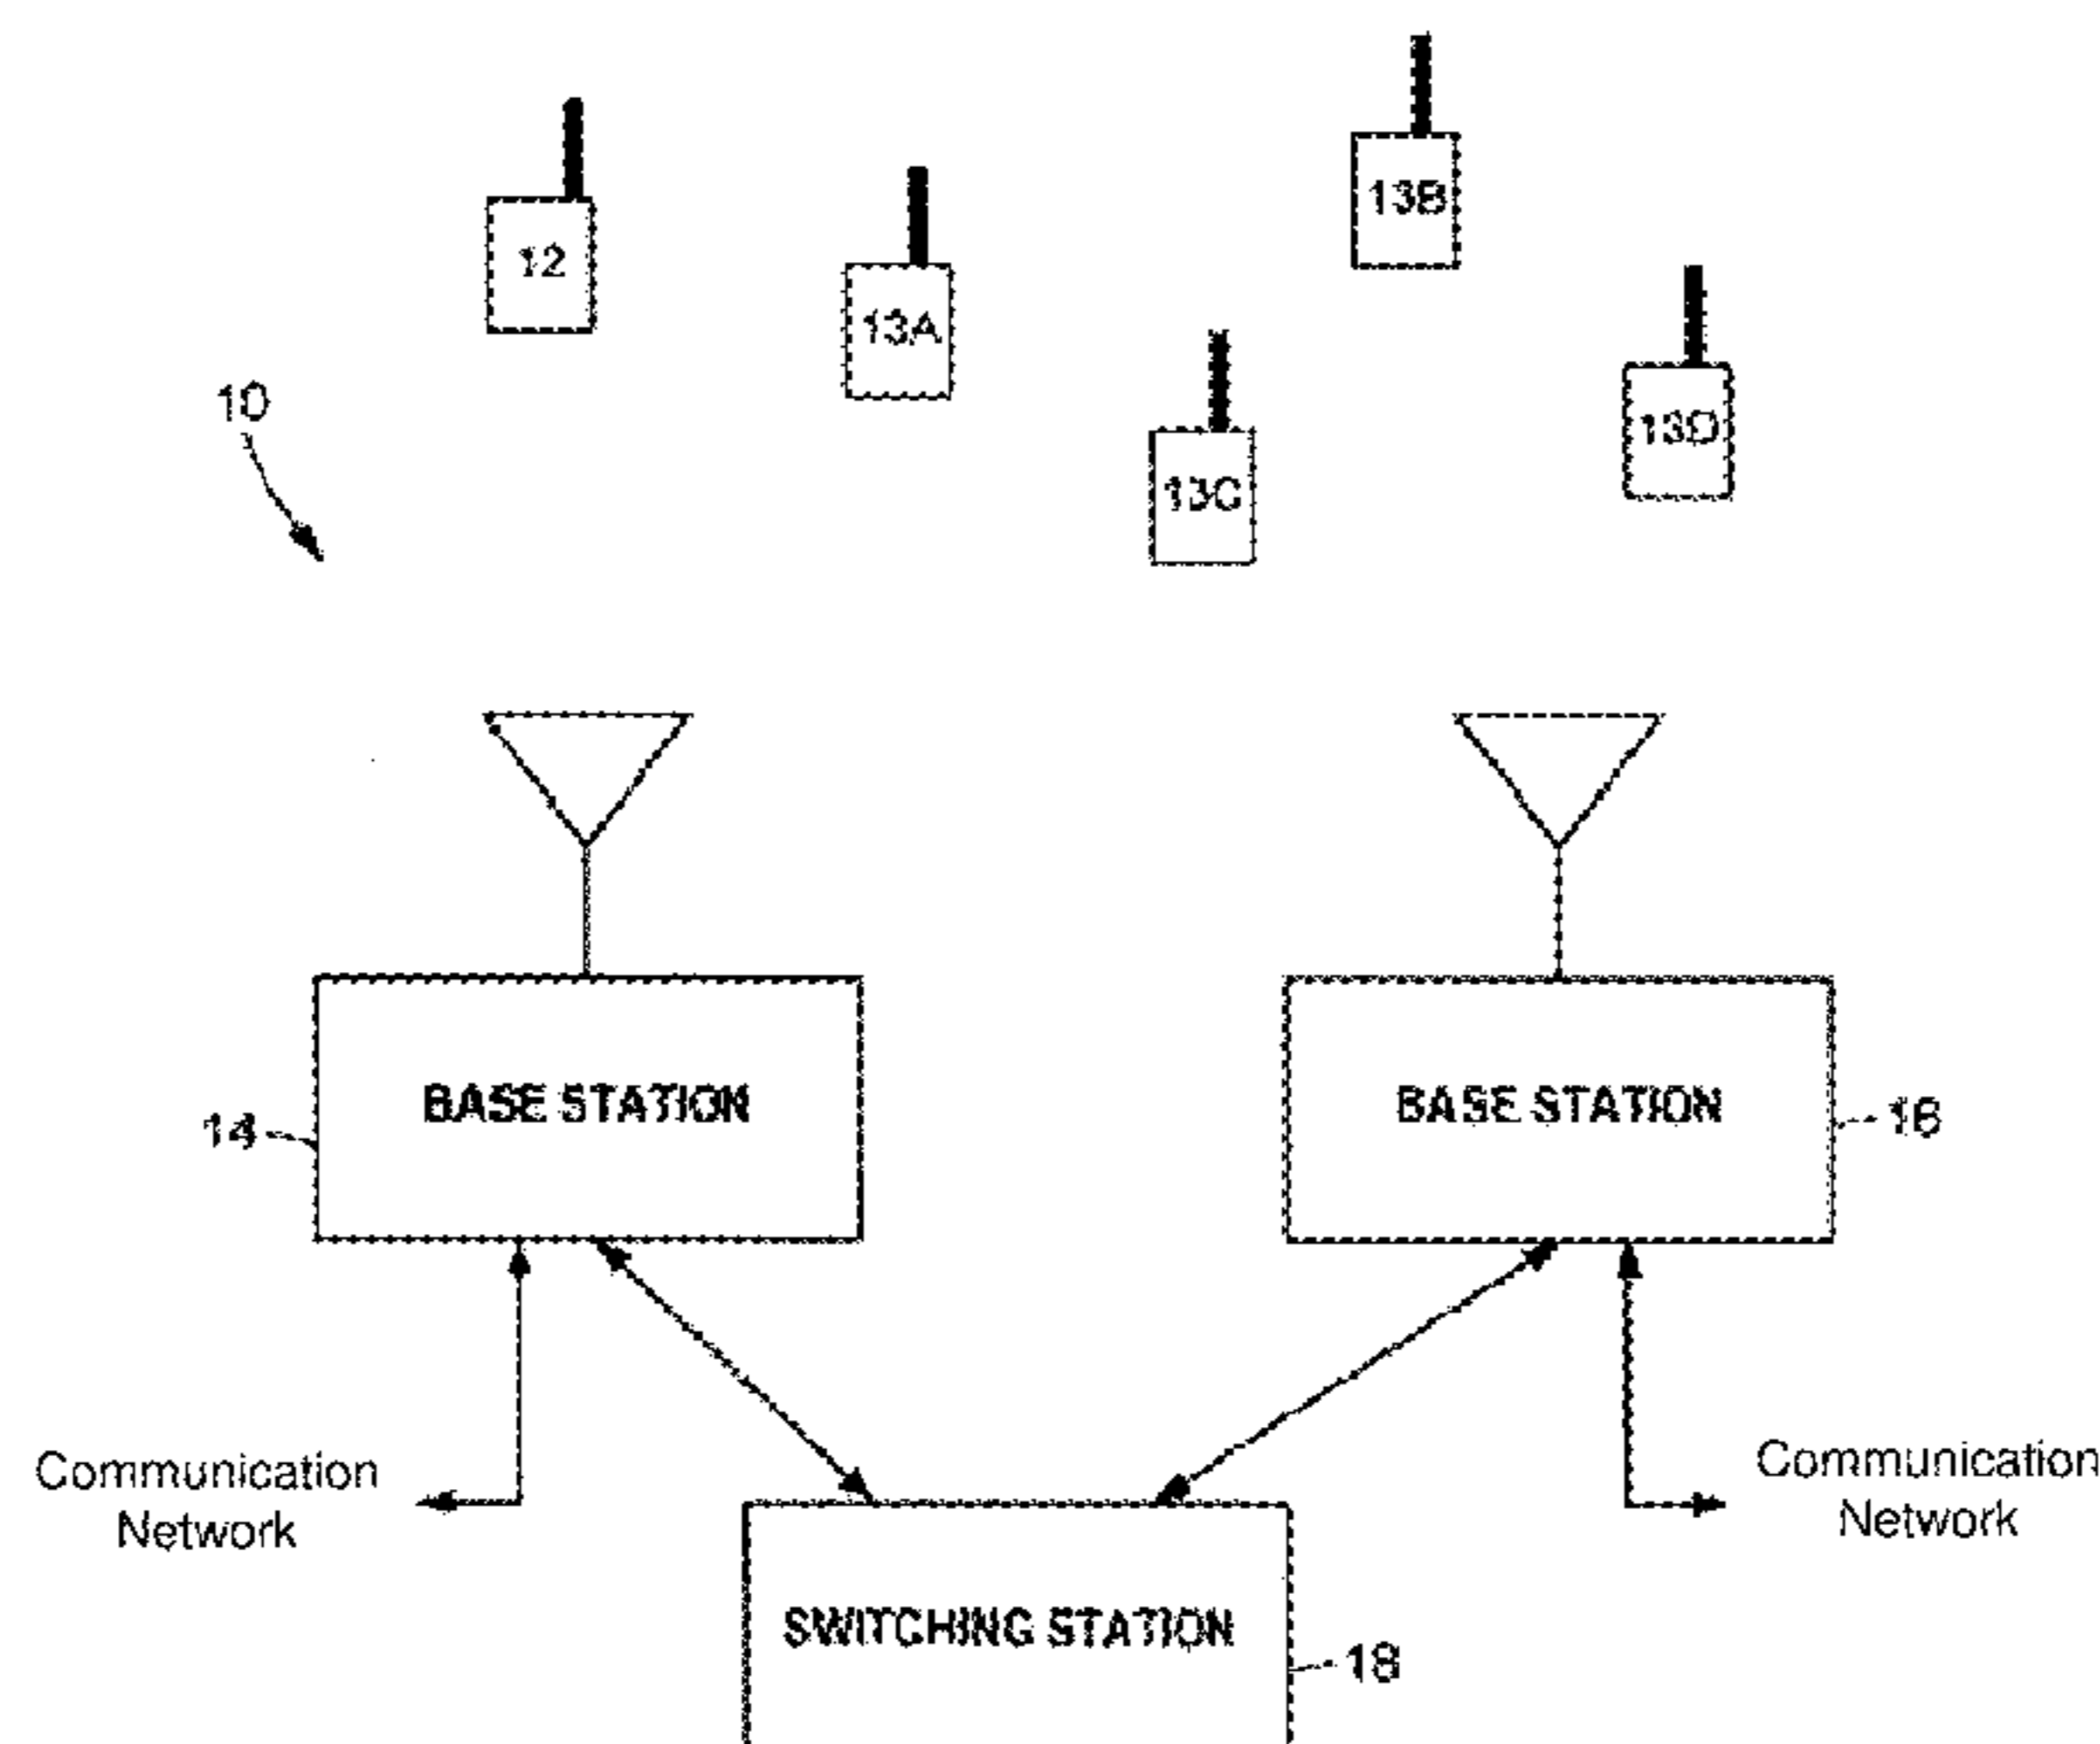 13B
12
13A
13D
10
13C
BASE STATION
BASE STATION
14
16
Communication
Network
Communication
Network
SWITCHING STATION
18